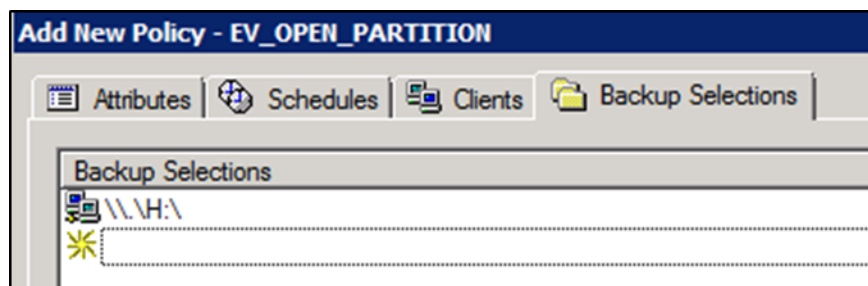 Add New Policy - EV_OPEN_PARTITION
Attributes Schedules Clients Backup Selections
Backup Selections
\\.\H:\